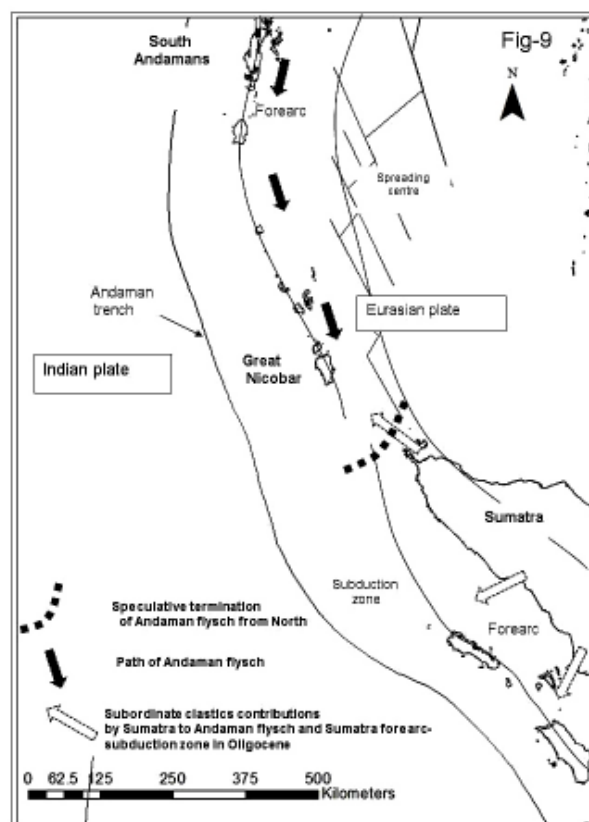 South
Andamans
Fig-9
N
Forearc
Spreading
centre
Andaman
trench
Eurasian plate
Indian plate
Great
Nicobar
Sumatra
Subduction
zone
Forearc
Speculative termination
of Andaman flysch from North
Path of Andaman flysch
Subordinate clastics contributions
by Sumatra to Andaman flysch and Sumatra forearc-
subduction zone in Oligocene
0 62.5 125 250 375 500
Kilometers